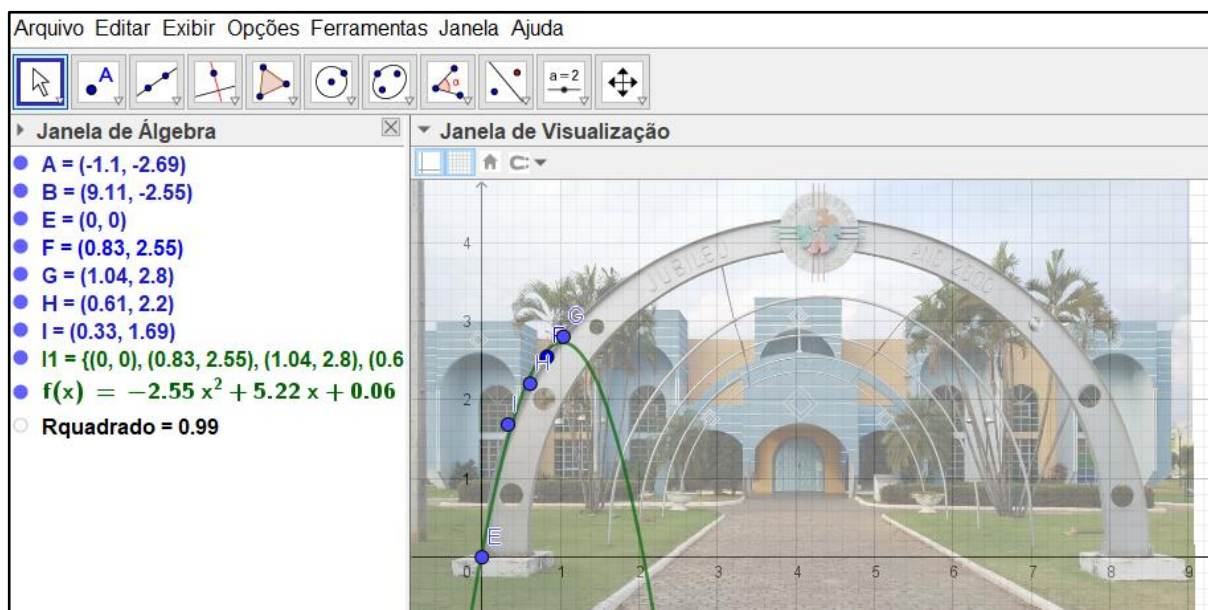 Arquivo Editar Exibir Opções Ferramentas Janela Ajuda
A
α
a = 2
Janela de Álgebra
Janela de Visualização
A = (-1.1, -2.69)
B = (9.11, -2.55)
E = (0, 0)
F = (0.83, 2.55)
G = (1.04, 2.8)
H = (0.61, 2.2)
I = (0.33, 1.69)
l1 = {(0, 0), (0.83, 2.55), (1.04, 2.8), (0.6
f(x) = −2.55 x² + 5.22 x + 0.06
Rquadrado = 0.99
JUBILEU
ANO 2000
4
3
2
1
G
F
H
I
E
0 1 2 3 4 5 6 7 8 9